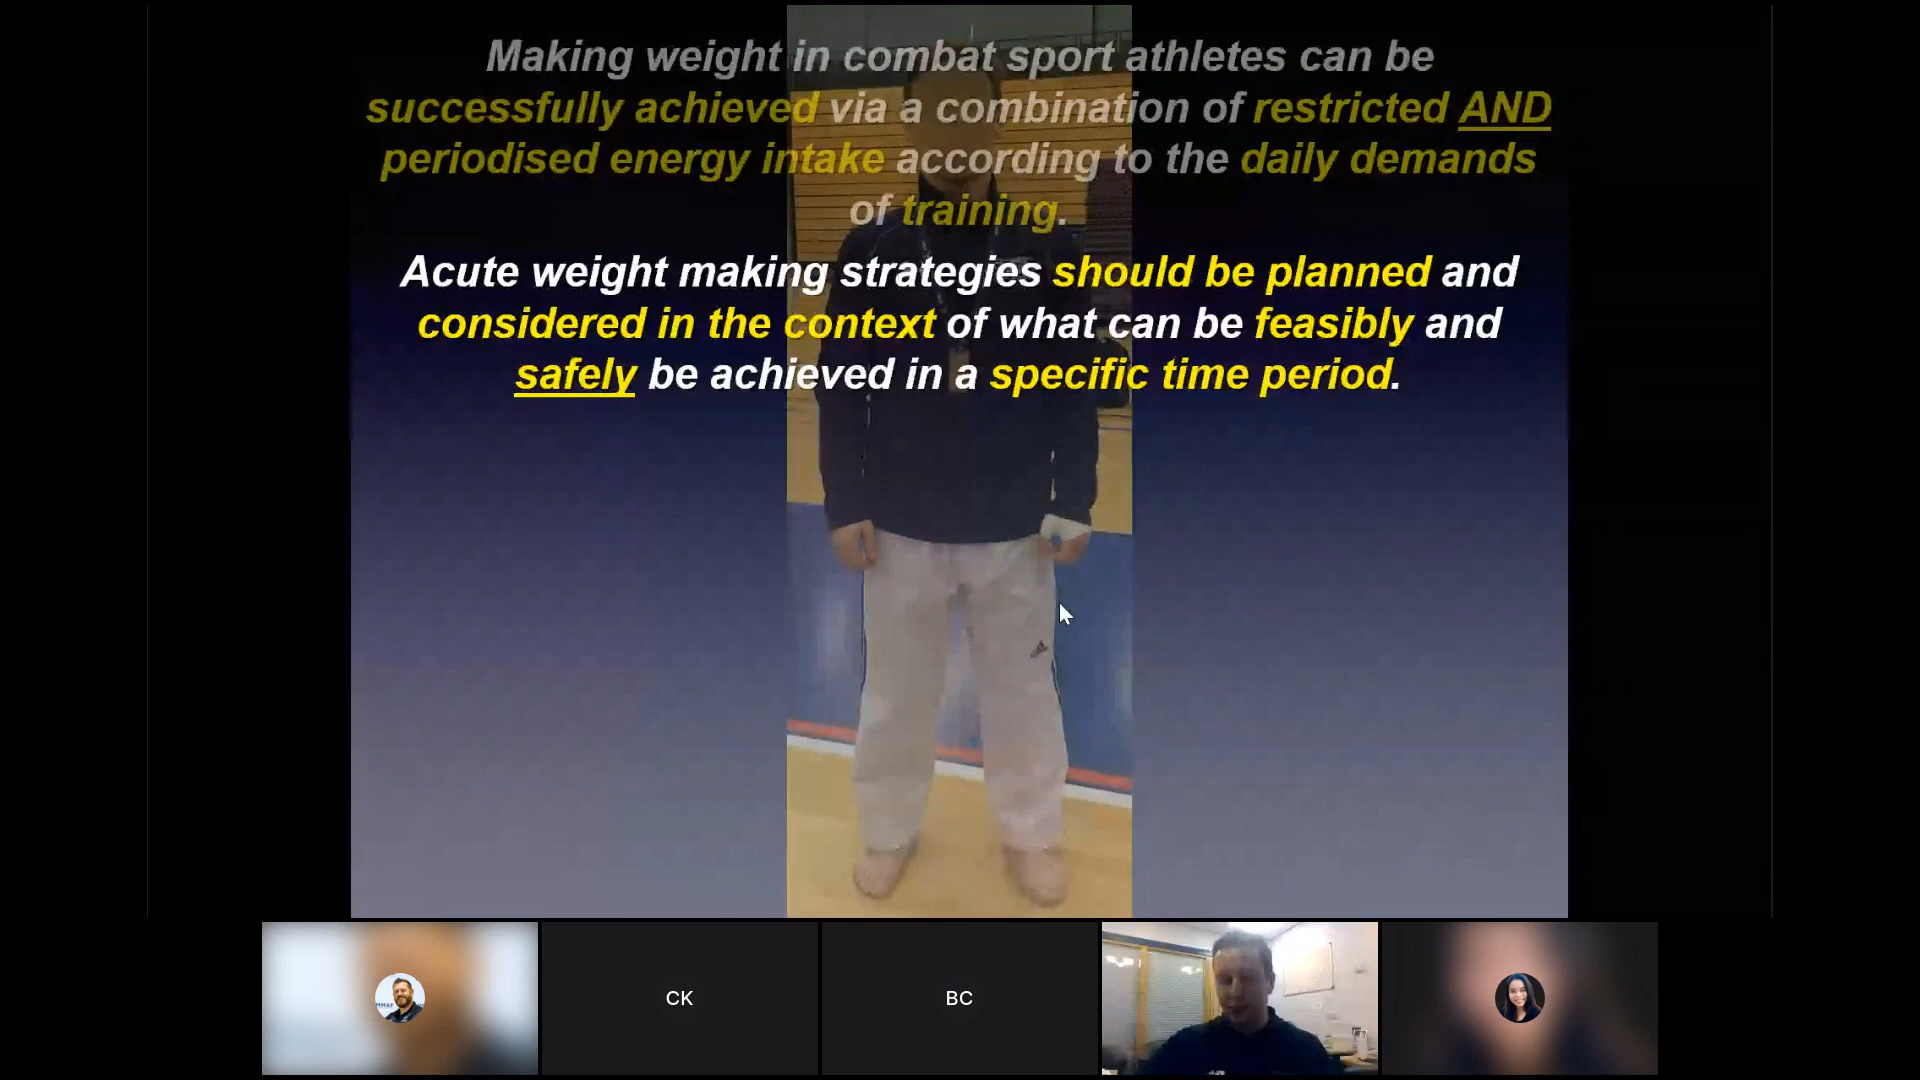 Making weight in combat sport athletes can be
successfully achieved via a combination of restricted AND
periodised energy intake according to the daily demands
of training.
Acute weight making strategies should be planned and
considered in the context of what can be feasibly and
safely be achieved in a specific time period.
CK
BC